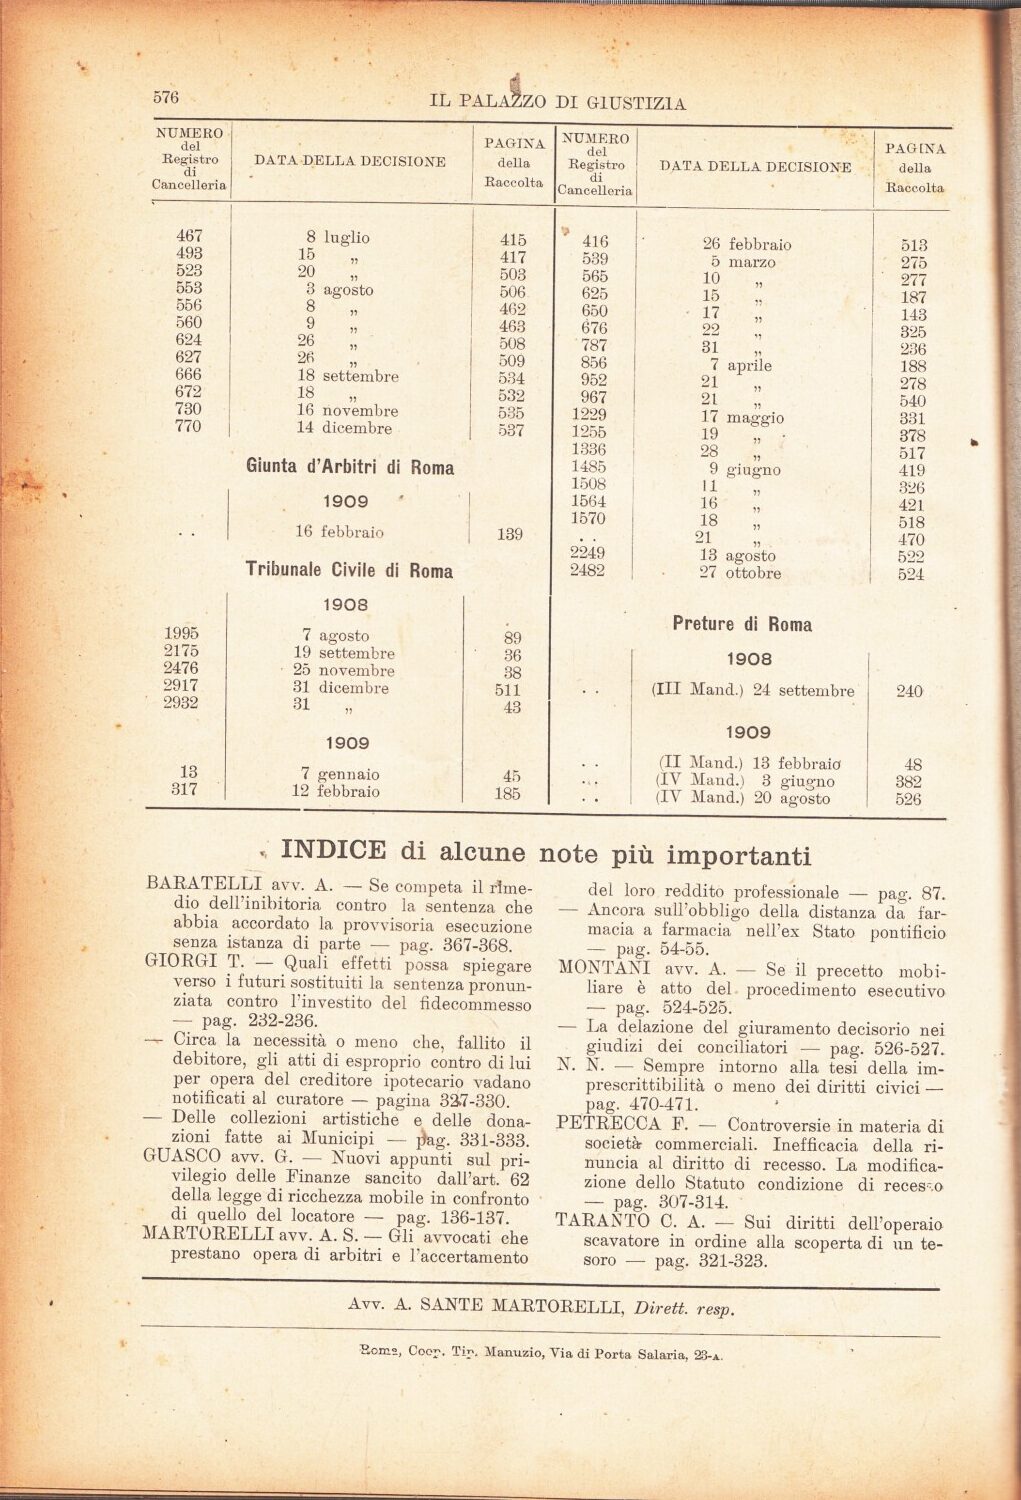 576
IL PALAZZO DI GIUSTIZIA
NUMERO
del
Registro
di
Cancelleria
DATA DELLA DECISIONE
PAGINA
della
Raccolta
467 8 luglio 415
493 15 „ 417
523 20 „ 503
553 3 agosto 506
556 8 „ 462
560 9 „ 463
624 26 „ 508
627 26 „ 509
666 18 settembre 534
672 18 „ 532
730 16 novembre 535
770 14 dicembre 537
Giunta d'Arbitri di Roma
1909
. . 16 febbraio 139
Tribunale Civile di Roma
1908
1995 7 agosto 89
2175 19 settembre 36
2476 25 novembre 38
2917 31 dicembre 511
2932 31 „ 43
1909
13 7 gennaio 45
317 12 febbraio 185
NUMERO
del
Registro
di
Cancelleria
DATA DELLA DECISIONE
PAGINA
della
Raccolta
416 26 febbraio 513
539 5 marzo 275
565 10 „ 277
625 15 „ 187
650 17 „ 143
676 22 „ 325
787 31 „ 236
856 7 aprile 188
952 21 „ 278
967 21 „ 540
1229 17 maggio 331
1255 19 „ 378
1336 28 „ 517
1485 9 giugno 419
1508 11 „ 326
1564 16 „ 421
1570 18 „ 518
. . 21 „ 470
2249 13 agosto 522
2482 27 ottobre 524
Preture di Roma
1908
. . (III Mand.) 24 settembre 240
1909
. . (II Mand.) 13 febbraio 48
. . (IV Mand.) 3 giugno 382
. . (IV Mand.) 20 agosto 526
INDICE di alcune note più importanti
BARATELLI avv. A. — Se competa il rime-
dio dell'inibitoria contro la sentenza che
abbia accordato la provvisoria esecuzione
senza istanza di parte — pag. 367-368.
GIORGI T. — Quali effetti possa spiegare
verso i futuri sostituiti la sentenza pronun-
ziata contro l'investito del fidecommesso
— pag. 232-236.
— Circa la necessità o meno che, fallito il
debitore, gli atti di esproprio contro di lui
per opera del creditore ipotecario vadano
notificati al curatore — pagina 327-330.
— Delle collezioni artistiche e delle dona-
zioni fatte ai Municipi — pag. 331-333.
GUASCO avv. G. — Nuovi appunti sul pri-
vilegio delle Finanze sancito dall'art. 62
della legge di ricchezza mobile in confronto
di quello del locatore — pag. 136-137.
MARTORELLI avv. A. S. — Gli avvocati che
prestano opera di arbitri e l'accertamento
del loro reddito professionale — pag. 87.
— Ancora sull'obbligo della distanza da far-
macia a farmacia nell'ex Stato pontificio
— pag. 54-55.
MONTANI avv. A. — Se il precetto mobi-
liare è atto del procedimento esecutivo
— pag. 524-525.
— La delazione del giuramento decisorio nei
giudizi dei conciliatori — pag. 526-527.
N. N. — Sempre intorno alla tesi della im-
prescrittibilità o meno dei diritti civici —
pag. 470-471.
PETRECCA F. — Controversie in materia di
società commerciali. Inefficacia della ri-
nuncia al diritto di recesso. La modifica-
zione dello Statuto condizione di recesso
— pag. 307-314.
TARANTO C. A. — Sui diritti dell'operaio
scavatore in ordine alla scoperta di un te-
soro — pag. 321-323.
Avv. A. SANTE MARTORELLI, Dirett. resp.
Roma, Coop. Tip. Manuzio, Via di Porta Salaria, 23-A.